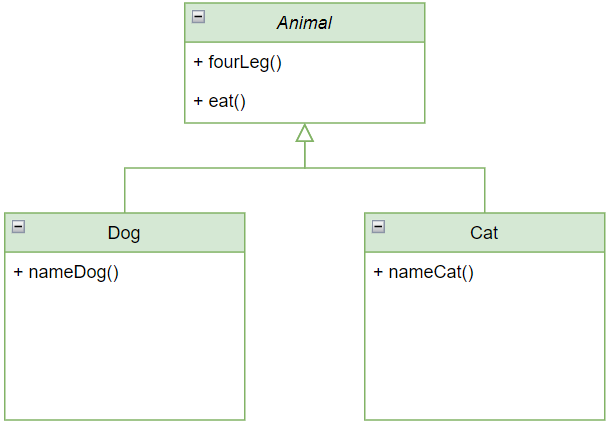 Animal
+ fourLeg()
+ eat()
Dog
+ nameDog()
Cat
+ nameCat()